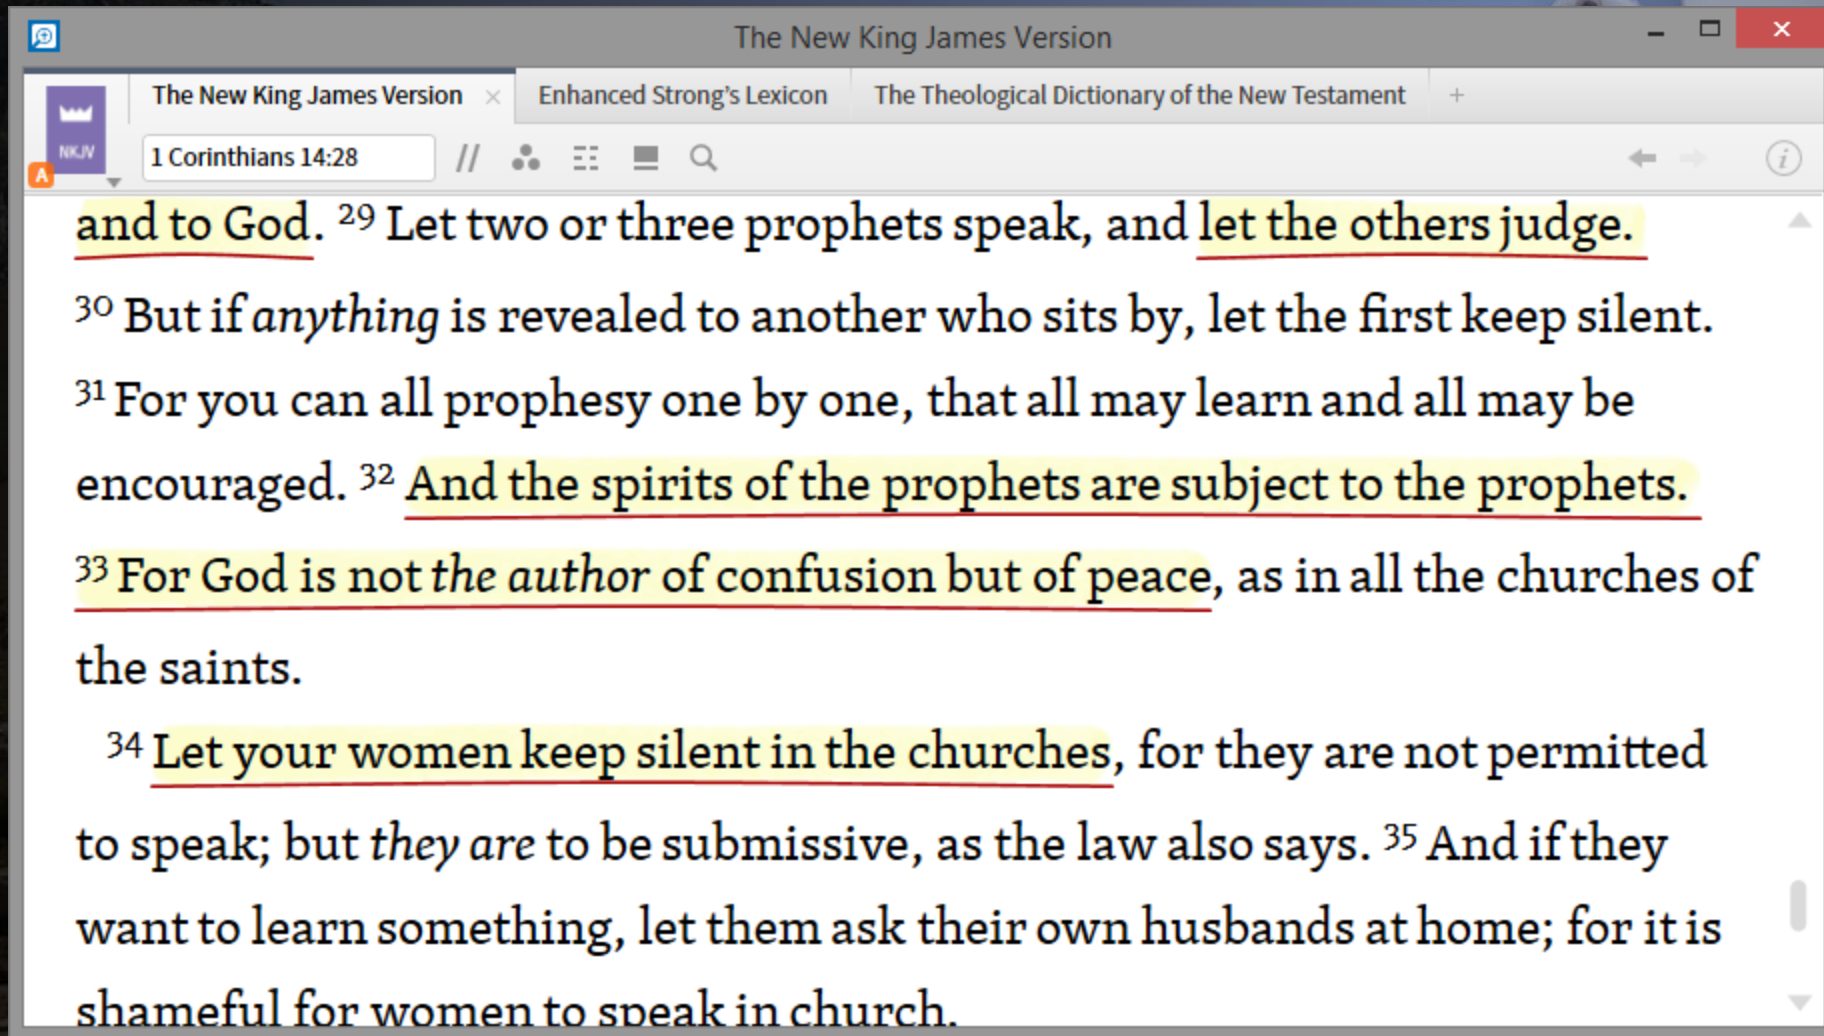 The New King James Version
The New King James Version Enhanced Strong's Lexicon The Theological Dictionary of the New Testament
NKJV
A
1 Corinthians 14:28
and to God. 29 Let two or three prophets speak, and let the others judge.
30 But if anything is revealed to another who sits by, let the first keep silent.
31 For you can all prophesy one by one, that all may learn and all may be
encouraged. 32 And the spirits of the prophets are subject to the prophets.
33 For God is not the author of confusion but of peace, as in all the churches of
the saints.
34 Let your women keep silent in the churches, for they are not permitted
to speak; but they are to be submissive, as the law also says. 35 And if they
want to learn something, let them ask their own husbands at home; for it is
shameful for women to speak in church.